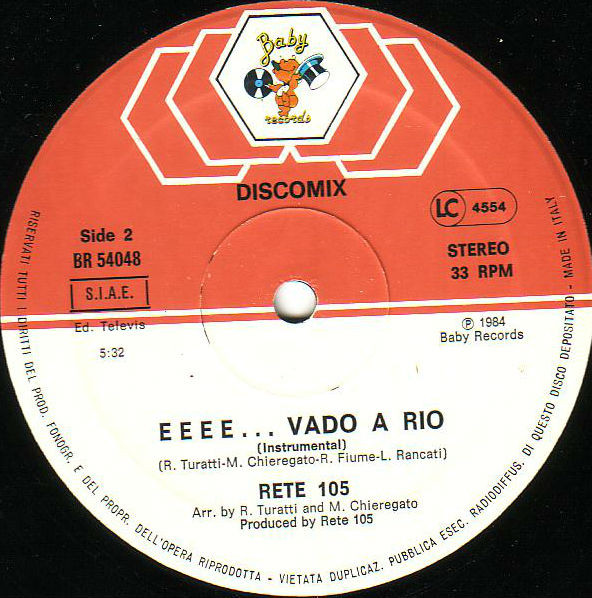 Baby
records
DISCOMIX
LC 4554
Side 2
BR 54048
STEREO
33 RPM
S.I.A.E.
Ed. Televis
5:32
℗ 1984
Baby Records
EEEE... VADO A RIO
(Instrumental)
(R. Turatti-M. Chieregato-R. Fiume-L. Rancati)
RETE 105
Arr. by R. Turatti and M. Chieregato
Produced by Rete 105
RISERVATI TUTTI I DIRITTI DEL PROD. FONOGR. E DEL PROPR. DELL'OPERA RIPRODOTTA - VIETATA DUPLICAZ. PUBBLICA ESEC. RADIODIFFUS. DI QUESTO DISCO DEPOSITATO - MADE IN ITALY